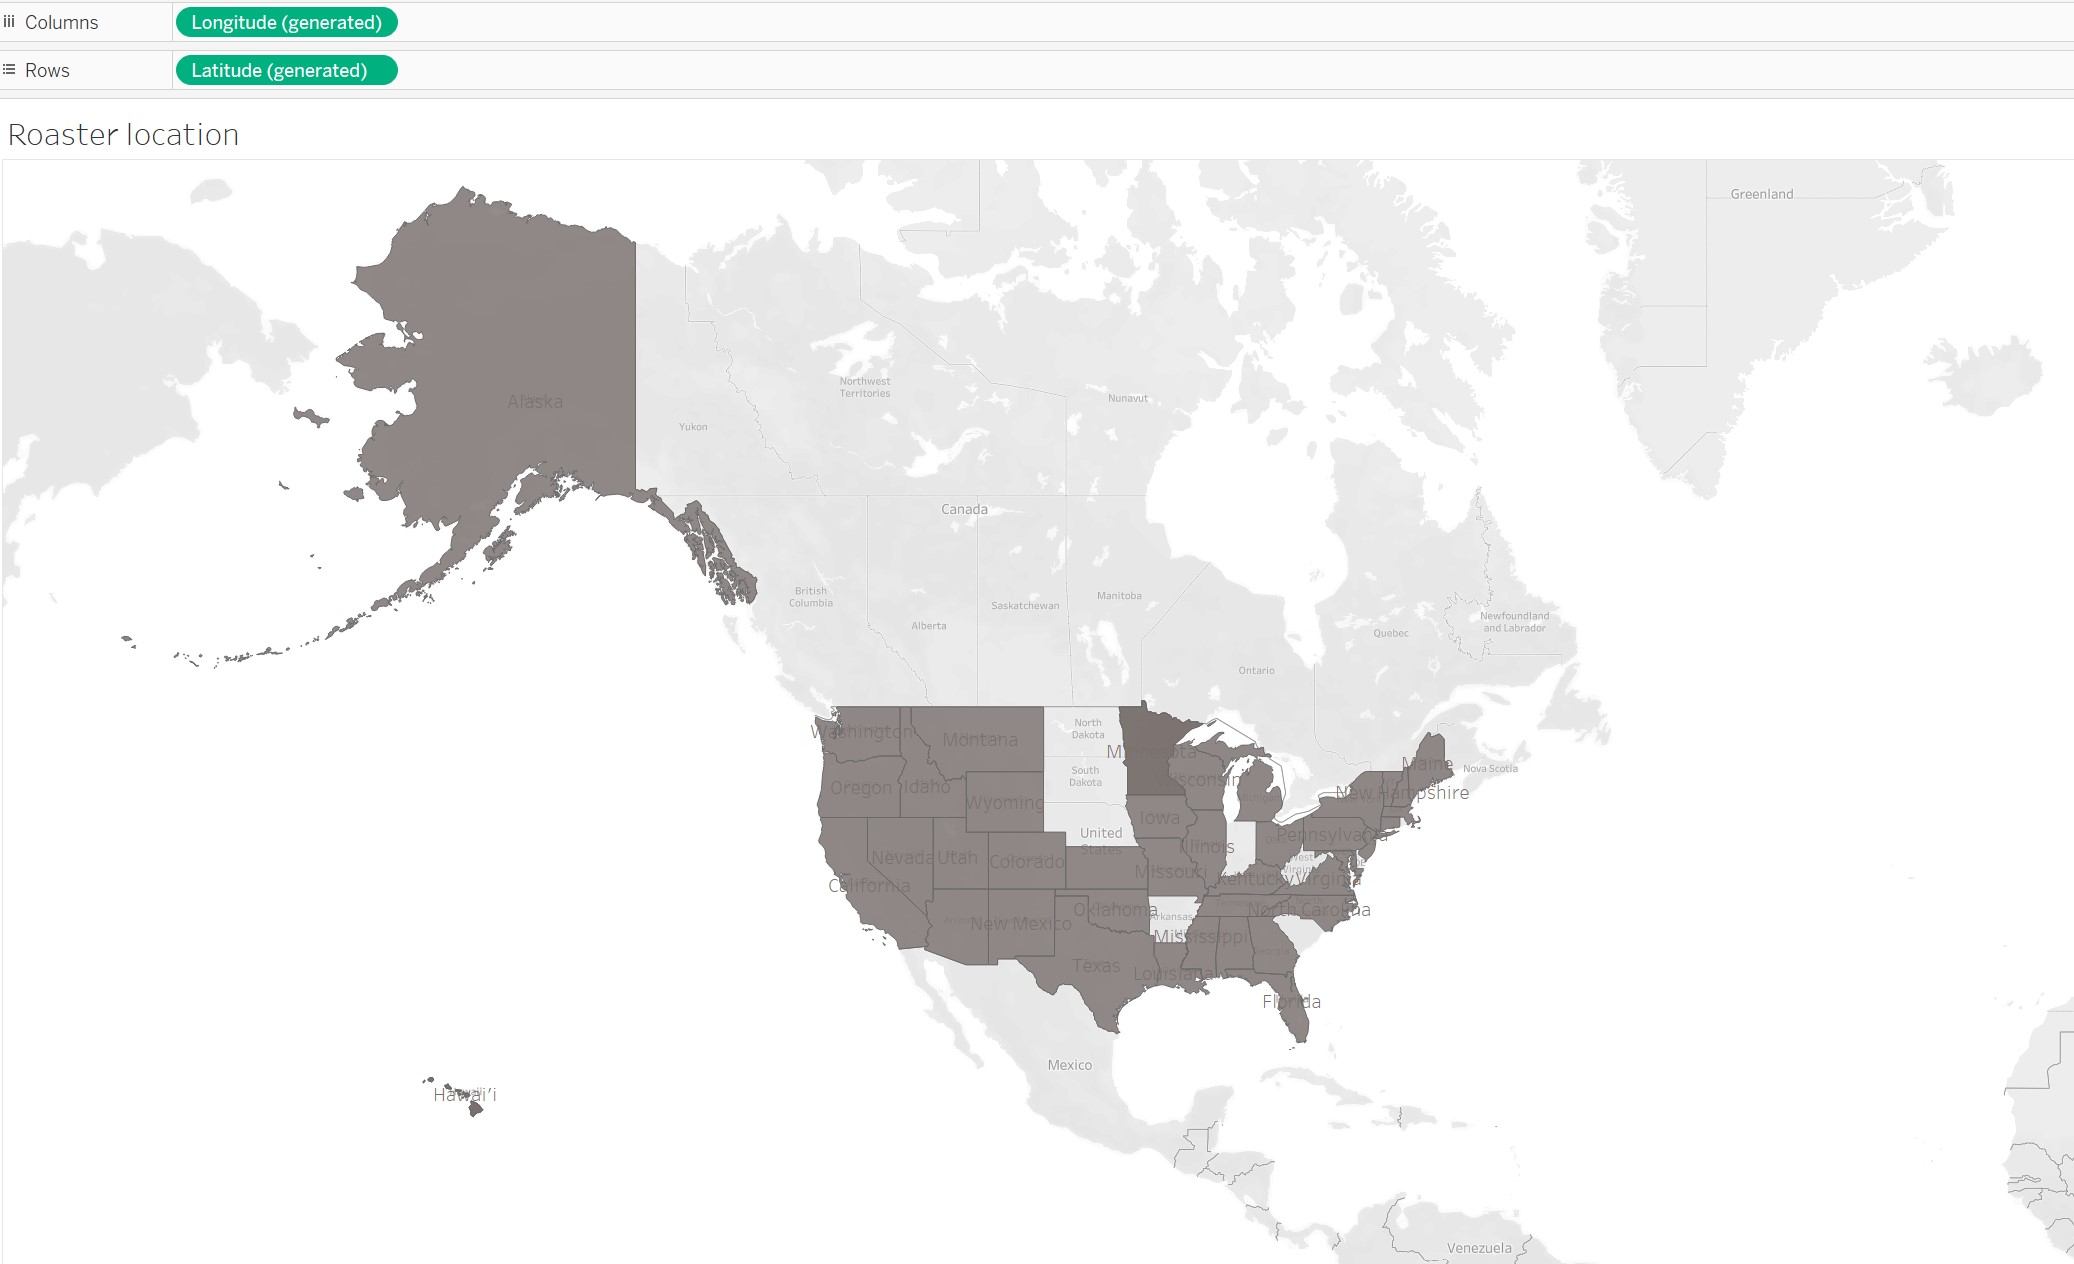 Columns
Longitude (generated)
Rows
Latitude (generated)
Roaster location
Greenland
Alaska
Northwest
Territories
Nunavut
Yukon
Canada
British
Columbia
Saskatchewan
Manitoba
Alberta
Newfoundland
and Labrador
Quebec
Ontario
Washington
Montana
North
Dakota
Minnesota
South
Dakota
Wisconsin
Maine
Nova Scotia
Oregon
Idaho
Wyoming
New Hampshire
Iowa
United
States
Pennsylvania
Illinois
Nevada
Utah
Colorado
West
Virginia
Missouri
Kentucky
Virginia
California
Oklahoma
Arkansas
North Carolina
New Mexico
Mississippi
Texas
Louisiana
Florida
Mexico
Hawai'i
Venezuela